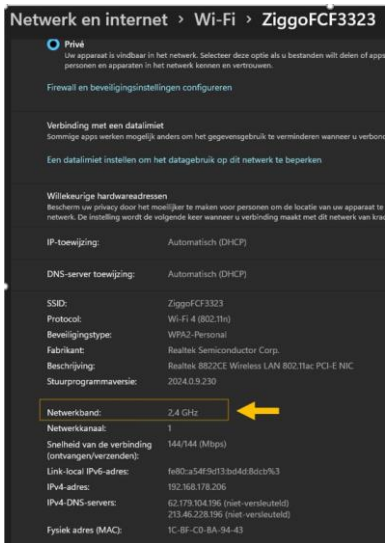 Netwerk en internet > Wi-Fi > ZiggoFCF3323
Privé
Uw apparaat is vindbaar in het netwerk. Selecteer deze optie als u bestanden wilt delen of apps
personen en apparaten in het netwerk kennen en vertrouwen.
Firewall en beveiligingsinstellingen configureren
Verbinding met een datalimiet
Sommige apps werken mogelijk anders om het gegevensgebruik te verminderen wanneer u verbond
Een datalimiet instellen om het datagebruik op dit netwerk te beperken
Willekeurige hardwareadressen
Bescherm uw privacy door het moeilijker te maken voor personen om de locatie van uw apparaat te
netwerk. De instelling wordt de volgende keer wanneer u verbinding maakt met dit netwerk van krac
IP-toewijzing: Automatisch (DHCP)
DNS-server toewijzing: Automatisch (DHCP)
SSID: ZiggoFCF3323
Protocol: Wi-Fi 4 (802.11n)
Beveiligingstype: WPA2-Personal
Fabrikant: Realtek Semiconductor Corp.
Beschrijving: Realtek 8822CE Wireless LAN 802.11ac PCI-E NIC
Stuurprogrammaversie: 2024.0.9.230
Netwerkband: 2,4 GHz
Netwerkkanaal: 1
Snelheid van de verbinding 144/144 (Mbps)
(ontvangen/verzenden):
Link-local IPv6-adres: fe80::a54f:9d13:bd4d:8dcb%3
IPv4-adres: 192.168.178.206
IPv4-DNS-servers: 62.179.104.196 (niet-versleuteld)
213.46.228.196 (niet-versleuteld)
Fysiek adres (MAC): 1C-BF-C0-8A-94-43